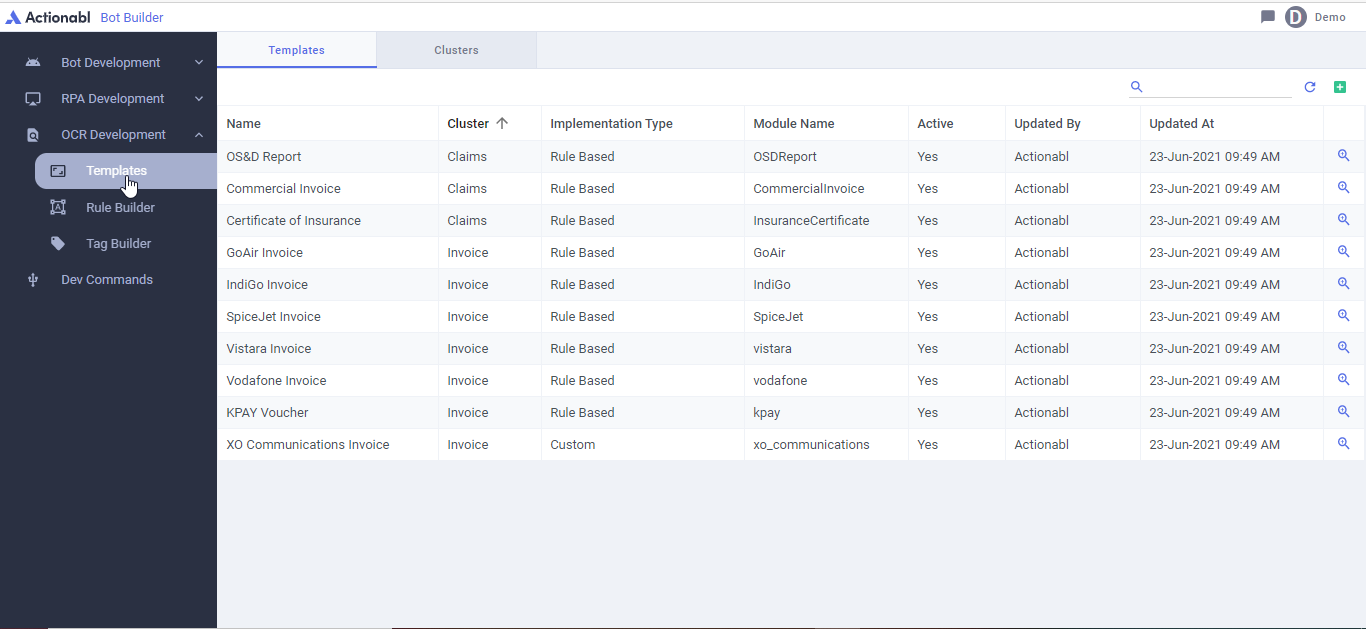 Actionabl Bot Builder D Demo
Bot Development
RPA Development
OCR Development
Templates
Rule Builder
Tag Builder
Dev Commands
Templates Clusters
Name Cluster Implementation Type Module Name Active Updated By Updated At
OS&D Report Claims Rule Based OSDReport Yes Actionabl 23-Jun-2021 09:49 AM
Commercial Invoice Claims Rule Based CommercialInvoice Yes Actionabl 23-Jun-2021 09:49 AM
Certificate of Insurance Claims Rule Based InsuranceCertificate Yes Actionabl 23-Jun-2021 09:49 AM
GoAir Invoice Invoice Rule Based GoAir Yes Actionabl 23-Jun-2021 09:49 AM
IndiGo Invoice Invoice Rule Based IndiGo Yes Actionabl 23-Jun-2021 09:49 AM
SpiceJet Invoice Invoice Rule Based SpiceJet Yes Actionabl 23-Jun-2021 09:49 AM
Vistara Invoice Invoice Rule Based vistara Yes Actionabl 23-Jun-2021 09:49 AM
Vodafone Invoice Invoice Rule Based vodafone Yes Actionabl 23-Jun-2021 09:49 AM
KPAY Voucher Invoice Rule Based kpay Yes Actionabl 23-Jun-2021 09:49 AM
XO Communications Invoice Invoice Custom xo_communications Yes Actionabl 23-Jun-2021 09:49 AM